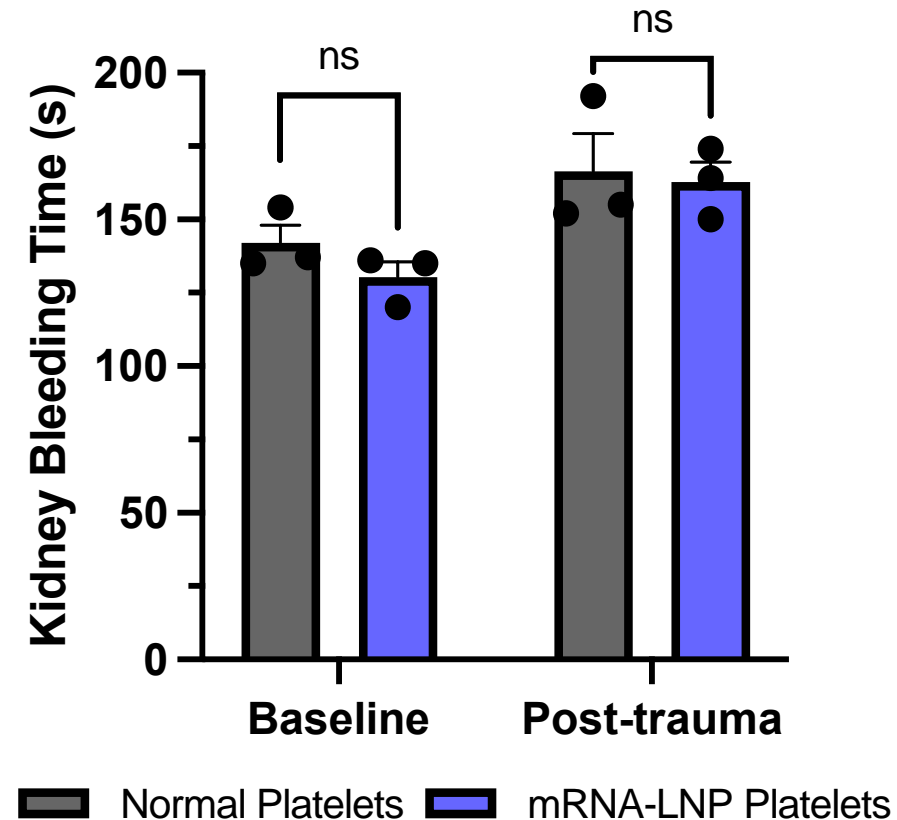 ns
ns
200
150
100
50
0
Kidney Bleeding Time (s)
Baseline
Post-trauma
Normal Platelets
mRNA-LNP Platelets